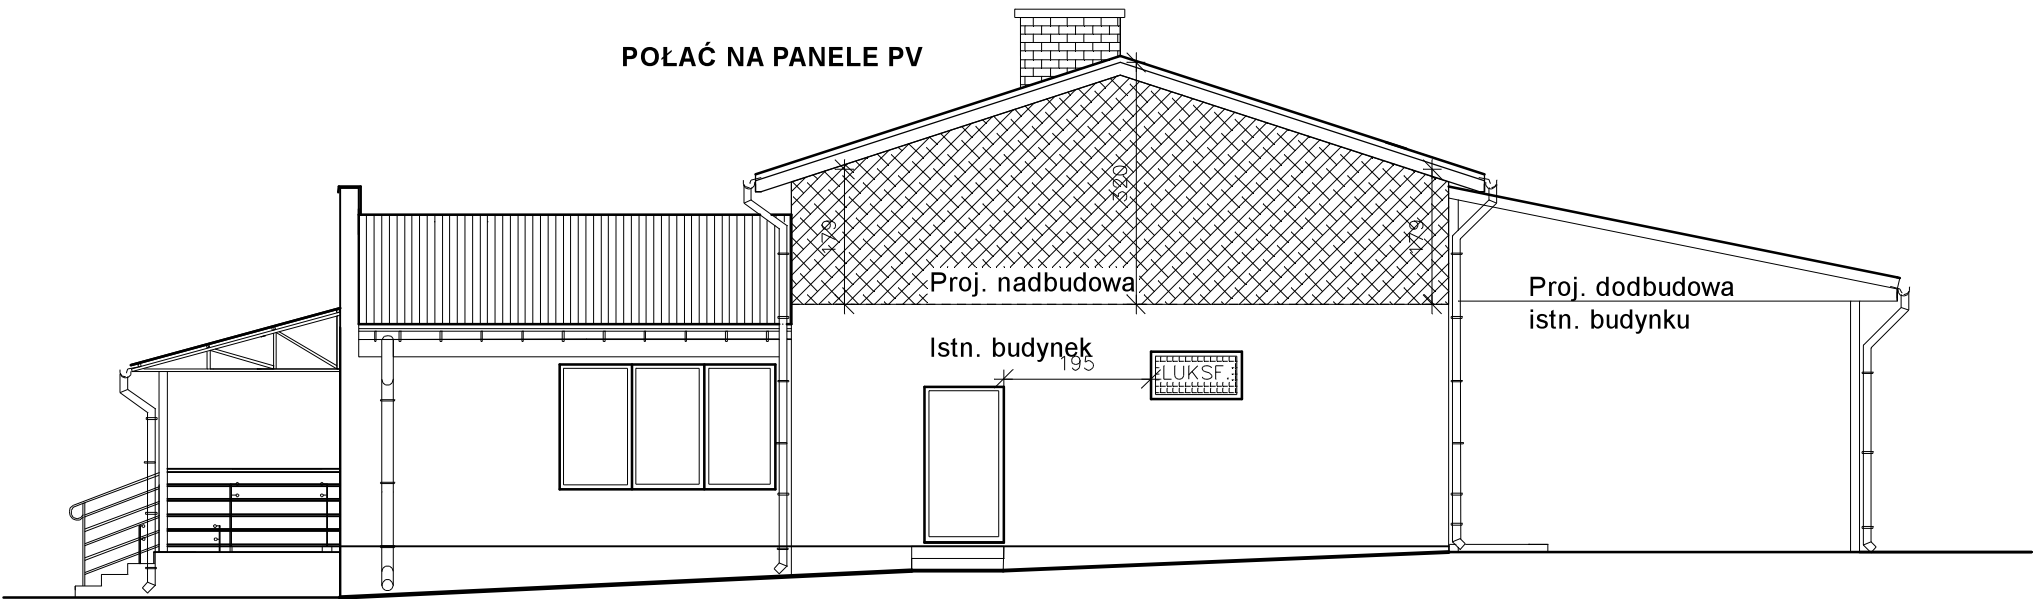 POŁAĆ NA PANELE PV
179
320
179
Proj. nadbudowa
Proj. dodbudowa
istn. budynku
Istn. budynek
195
LUKSF.